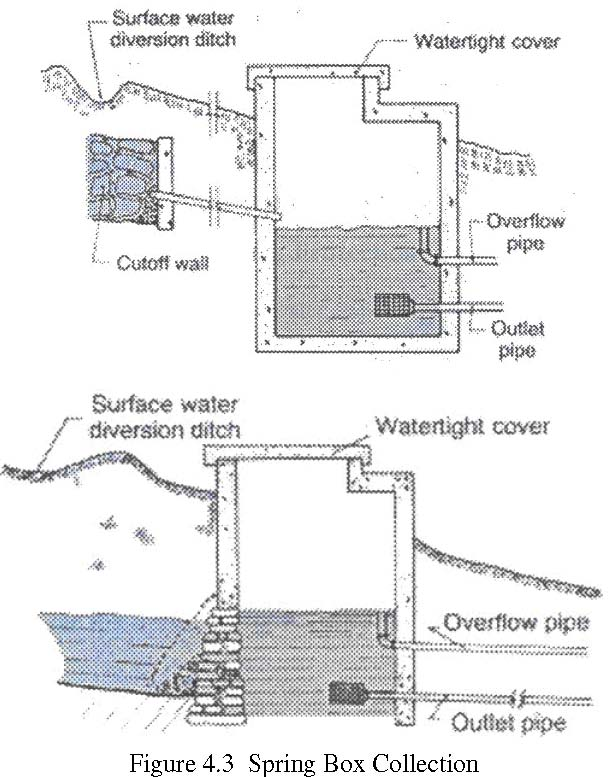 Surface water
diversion ditch
Watertight cover
Cutoff wall
Overflow
pipe
Outlet
pipe
Surface water
diversion ditch
Watertight cover
Overflow pipe
Outlet pipe
Figure 4.3 Spring Box Collection